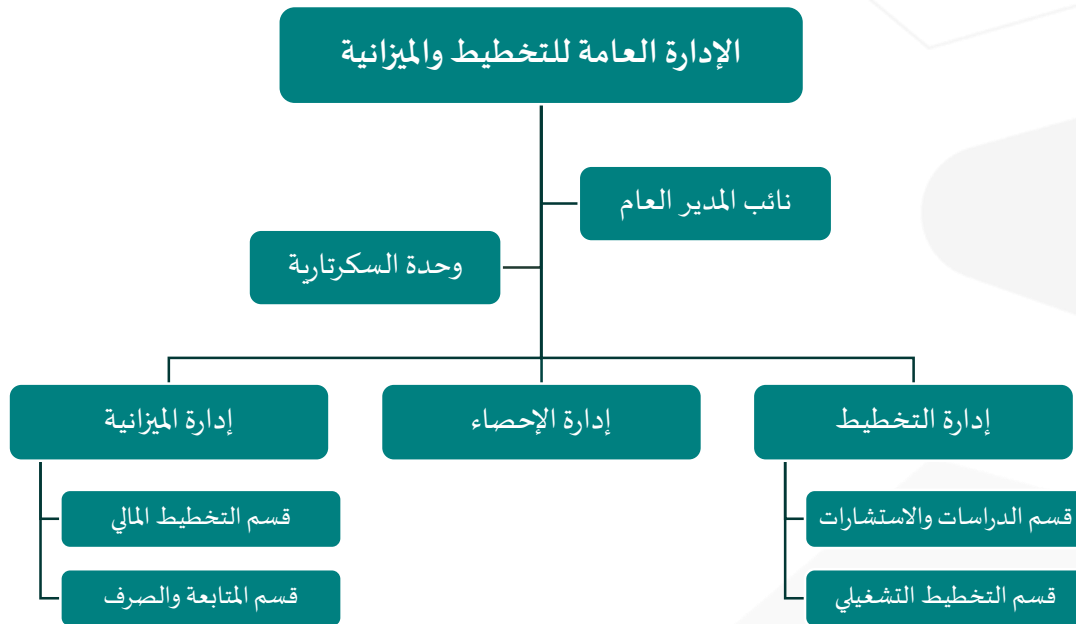 الإدارة العامة للتخطيط والميزانية
نائب المدير العام
وحدة السكرتارية
إدارة التخطيط
إدارة الإحصاء
إدارة الميزانية
قسم الدراسات والاستشارات
قسم التخطيط المالي
قسم التخطيط التشغيلي
قسم المتابعة والصرف